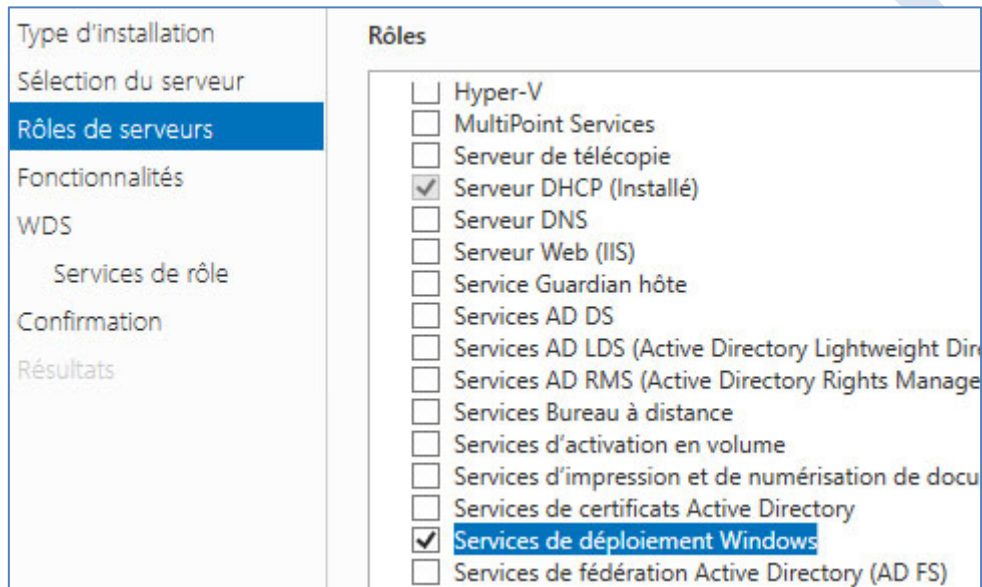 Type d'installation
Sélection du serveur
Rôles de serveurs
Fonctionnalités
WDS
Services de rôle
Confirmation
Résultats
Rôles
Hyper-V
MultiPoint Services
Serveur de télécopie
Serveur DHCP (Installé)
Serveur DNS
Serveur Web (IIS)
Service Guardian hôte
Services AD DS
Services AD LDS (Active Directory Lightweight Dire
Services AD RMS (Active Directory Rights Manage
Services Bureau à distance
Services d’activation en volume
Services d’impression et de numérisation de docu
Services de certificats Active Directory
Services de déploiement Windows
Services de fédération Active Directory (AD FS)